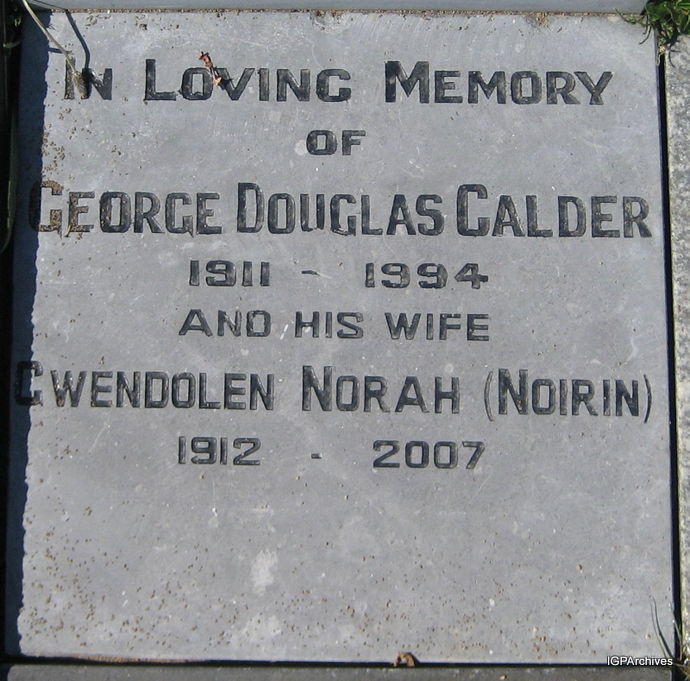 IN LOVING MEMORY
OF
GEORGE DOUGLAS CALDER
1911 - 1994
AND HIS WIFE
GWENDOLEN NORAH (NOIRIN)
1912 - 2007
IGPArchives